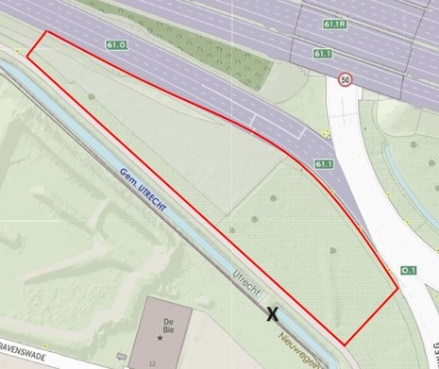 61.1R
61.0
61.1
50
61.1
Gem. UTRECHT
0.1
Utrecht
X
Nieuwegein
De
Bie
RAVENSWADE
12